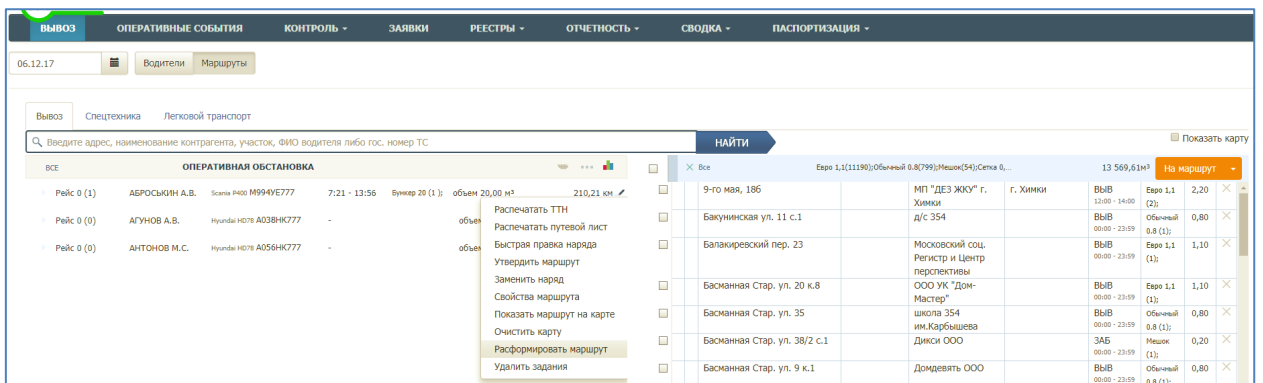 ВЫВОЗ ОПЕРАТИВНЫЕ СОБЫТИЯ КОНТРОЛЬ ЗАЯВКИ РЕЕСТРЫ ОТЧЕТНОСТЬ СВОДКА ПАСПОРТИЗАЦИЯ
06.12.17 Водители Маршруты
Вывоз Спецтехника Легковой транспорт
Введите адрес, наименование контрагента, участок, ФИО водителя либо гос. номер ТС НАЙТИ Показать карту
ВСЕ ОПЕРАТИВНАЯ ОБСТАНОВКА
Рейс 0 (1) АБРОСЬКИН А.В. Scania P400 М994УЕ777 7:21 - 13:56 Бункер 20 (1 ); объем 20,00 м³ 210,21 км
Рейс 0 (0) АГУНОВ А.В. Hyundai HD78 А038НК777 -
Рейс 0 (0) АНТОНОВ М.С. Hyundai HD78 А056НК777 -
Распечатать ТТН
Распечатать путевой лист
Быстрая правка наряда
Утвердить маршрут
Заменить наряд
Свойства маршрута
Показать маршрут на карте
Очистить карту
Расформировать маршрут
Удалить задания
Все Евро 1,1(11190);Обычный 0.8(799);Мешок(54);Сетка 0,... 13 569,61м³ На маршрут
9-го мая, 18б МП "ДЕЗ ЖКУ" г. г. Химки ВЫВ Евро 1,1 2,20
Химки 12:00 - 14:00 (2);
Бакунинская ул. 11 с.1 д/с 354 ВЫВ Обычный 0,80
00:00 - 23:59 0.8 (1);
Балакиревский пер. 23 Московский соц. ВЫВ Евро 1,1 1,10
Регистр и Центр 00:00 - 23:59 (1);
перспективы
Басманная Стар. ул. 20 к.8 ООО УК "Дом- ВЫВ Евро 1,1 1,10
Мастер" 00:00 - 23:59 (1);
Басманная Стар. ул. 35 школа 354 ВЫВ Обычный 0,80
им.Карбышева 00:00 - 23:59 0.8 (1);
Басманная Стар. ул. 38/2 с.1 Дикси ООО ЗАБ Мешок 0,20
00:00 - 23:59 (1);
Басманная Стар. ул. 9 к.1 Домдевять ООО ВЫВ Обычный 0,80
00:00 - 23:59 0.8 (1);